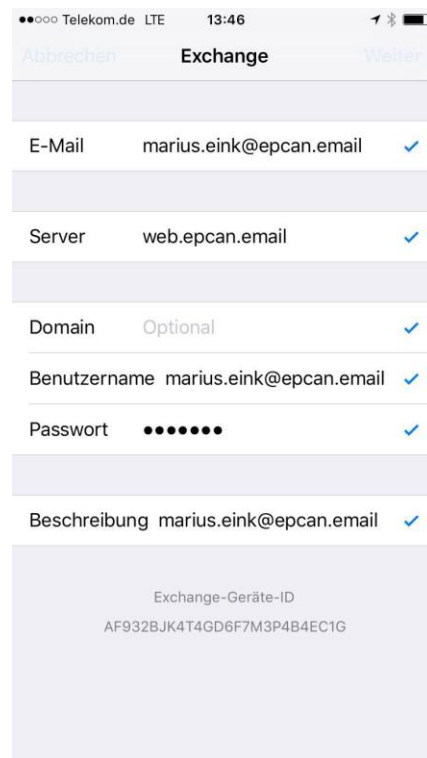 Telekom.de LTE 13:46
Abbrechen Exchange Weiter
E-Mail marius.eink@epcan.email
Server web.epcan.email
Domain Optional
Benutzername marius.eink@epcan.email
Passwort •••••••
Beschreibung marius.eink@epcan.email
Exchange-Geräte-ID
AF932BJK4T4GD6F7M3P4B4EC1G